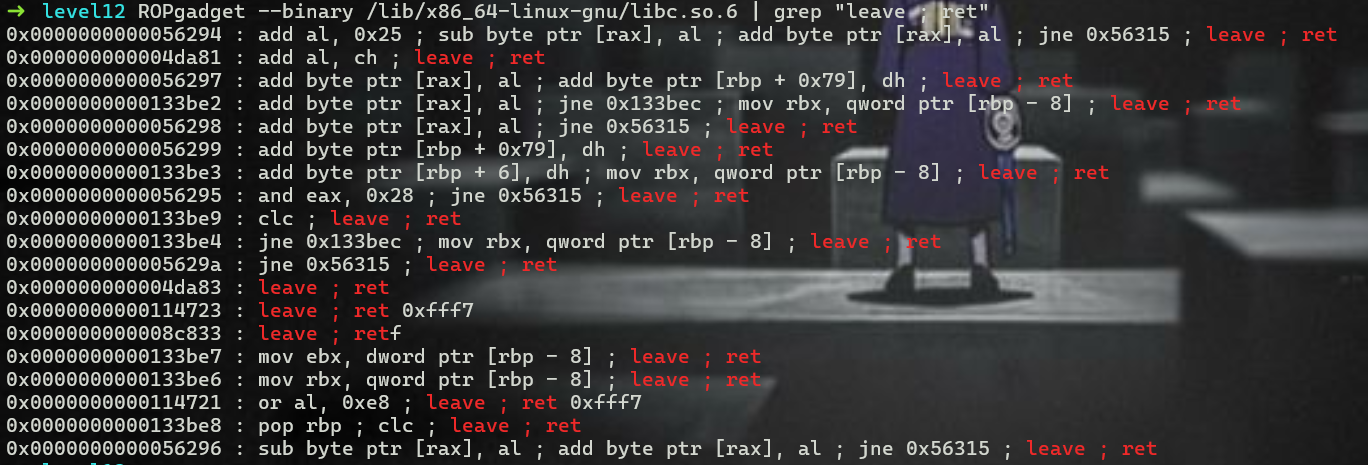 → level12 ROPgadget --binary /lib/x86_64-linux-gnu/libc.so.6 | grep "leave ; ret"
0x0000000000056294 : add al, 0x25 ; sub byte ptr [rax], al ; add byte ptr [rax], al ; jne 0x56315 ; leave ; ret
0x000000000004da81 : add al, ch ; leave ; ret
0x0000000000056297 : add byte ptr [rax], al ; add byte ptr [rbp + 0x79], dh ; leave ; ret
0x0000000000133be2 : add byte ptr [rax], al ; jne 0x133bec ; mov rbx, qword ptr [rbp - 8] ; leave ; ret
0x0000000000056298 : add byte ptr [rax], al ; jne 0x56315 ; leave ; ret
0x0000000000056299 : add byte ptr [rbp + 0x79], dh ; leave ; ret
0x0000000000133be3 : add byte ptr [rbp + 6], dh ; mov rbx, qword ptr [rbp - 8] ; leave ; ret
0x0000000000056295 : and eax, 0x28 ; jne 0x56315 ; leave ; ret
0x0000000000133be9 : clc ; leave ; ret
0x0000000000133be4 : jne 0x133bec ; mov rbx, qword ptr [rbp - 8] ; leave ; ret
0x000000000005629a : jne 0x56315 ; leave ; ret
0x000000000004da83 : leave ; ret
0x0000000000114723 : leave ; ret 0xfff7
0x000000000008c833 : leave ; retf
0x0000000000133be7 : mov ebx, dword ptr [rbp - 8] ; leave ; ret
0x0000000000133be6 : mov rbx, qword ptr [rbp - 8] ; leave ; ret
0x0000000000114721 : or al, 0xe8 ; leave ; ret 0xfff7
0x0000000000133be8 : pop rbp ; clc ; leave ; ret
0x0000000000056296 : sub byte ptr [rax], al ; add byte ptr [rax], al ; jne 0x56315 ; leave ; ret